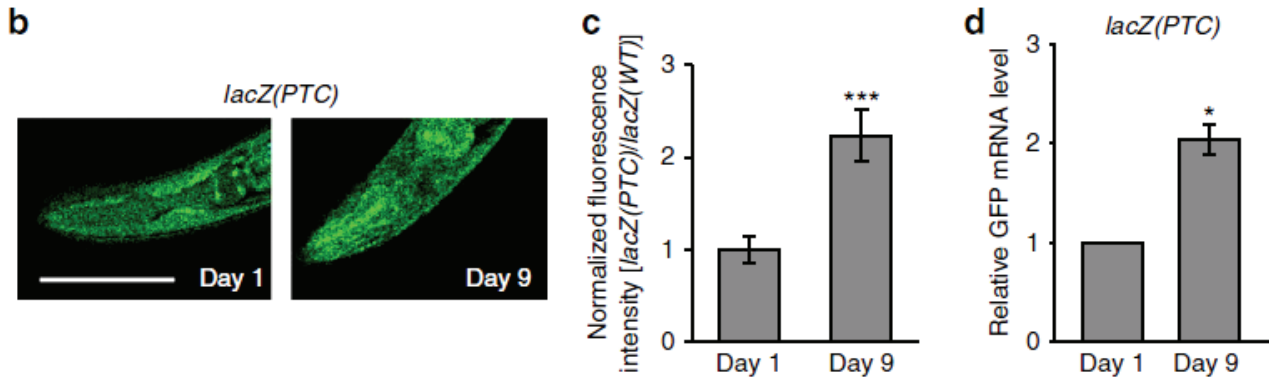 b
lacZ(PTC)
Day 1
Day 9
c
Normalized fluorescence
intensity [lacZ(PTC)/lacZ(WT)]
3
2
1
0
***
Day 1
Day 9
d
lacZ(PTC)
Relative GFP mRNA level
3
2
1
0
*
Day 1
Day 9